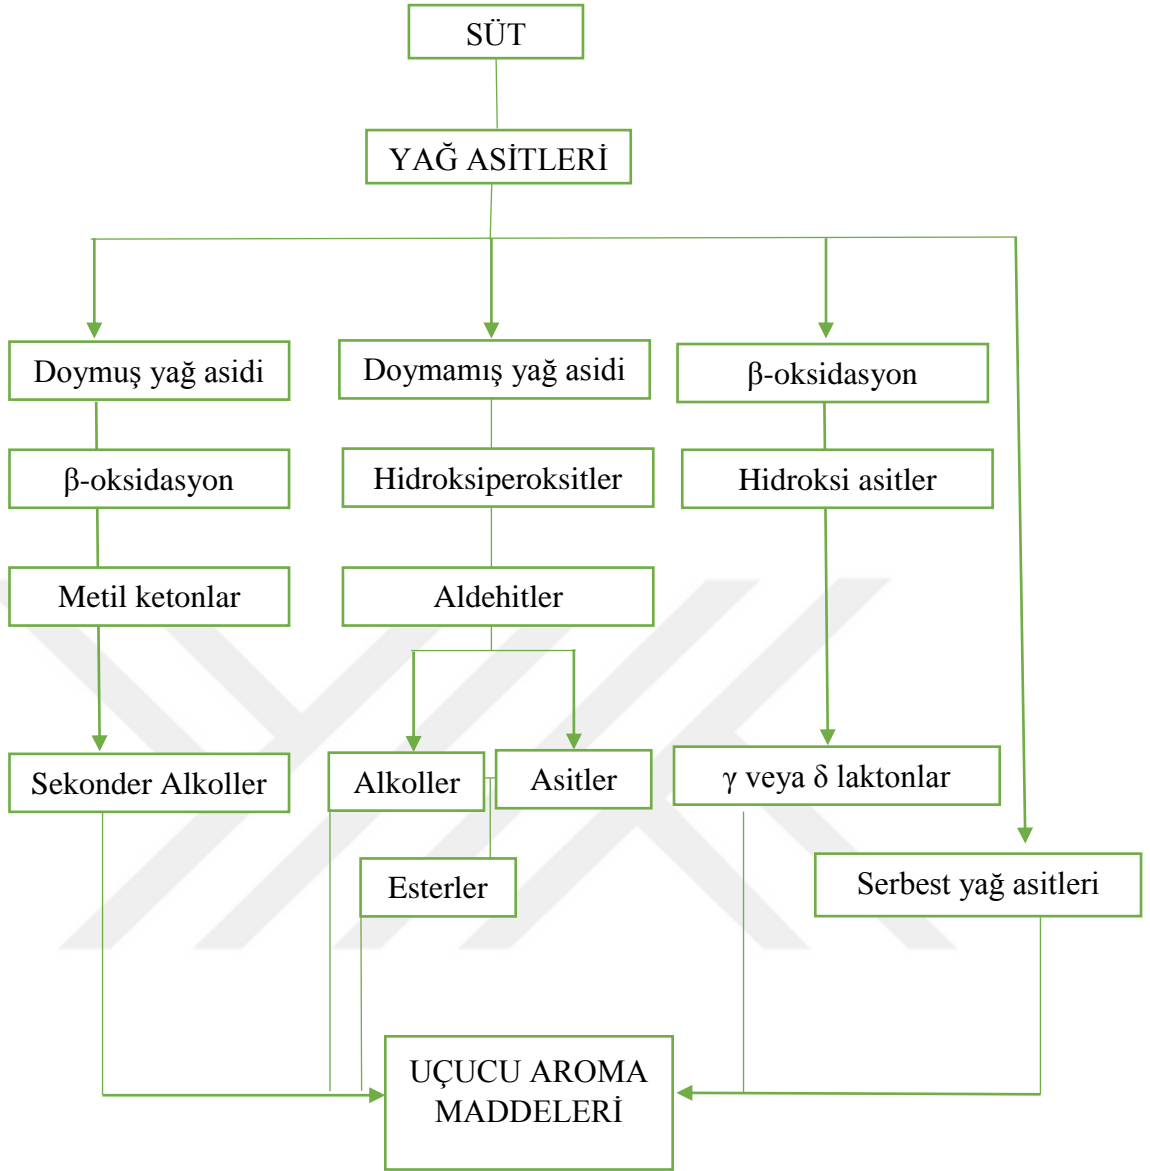 SÜT
YAĞ ASİTLERİ
Doymuş yağ asidi
Doymamış yağ asidi
β-oksidasyon
β-oksidasyon
Hidroksiperoksitler
Hidroksi asitler
Metil ketonlar
Aldehitler
Sekonder Alkoller
Alkoller
Asitler
γ veya δ laktonlar
Esterler
Serbest yağ asitleri
UÇUCU AROMA
MADDELERİ